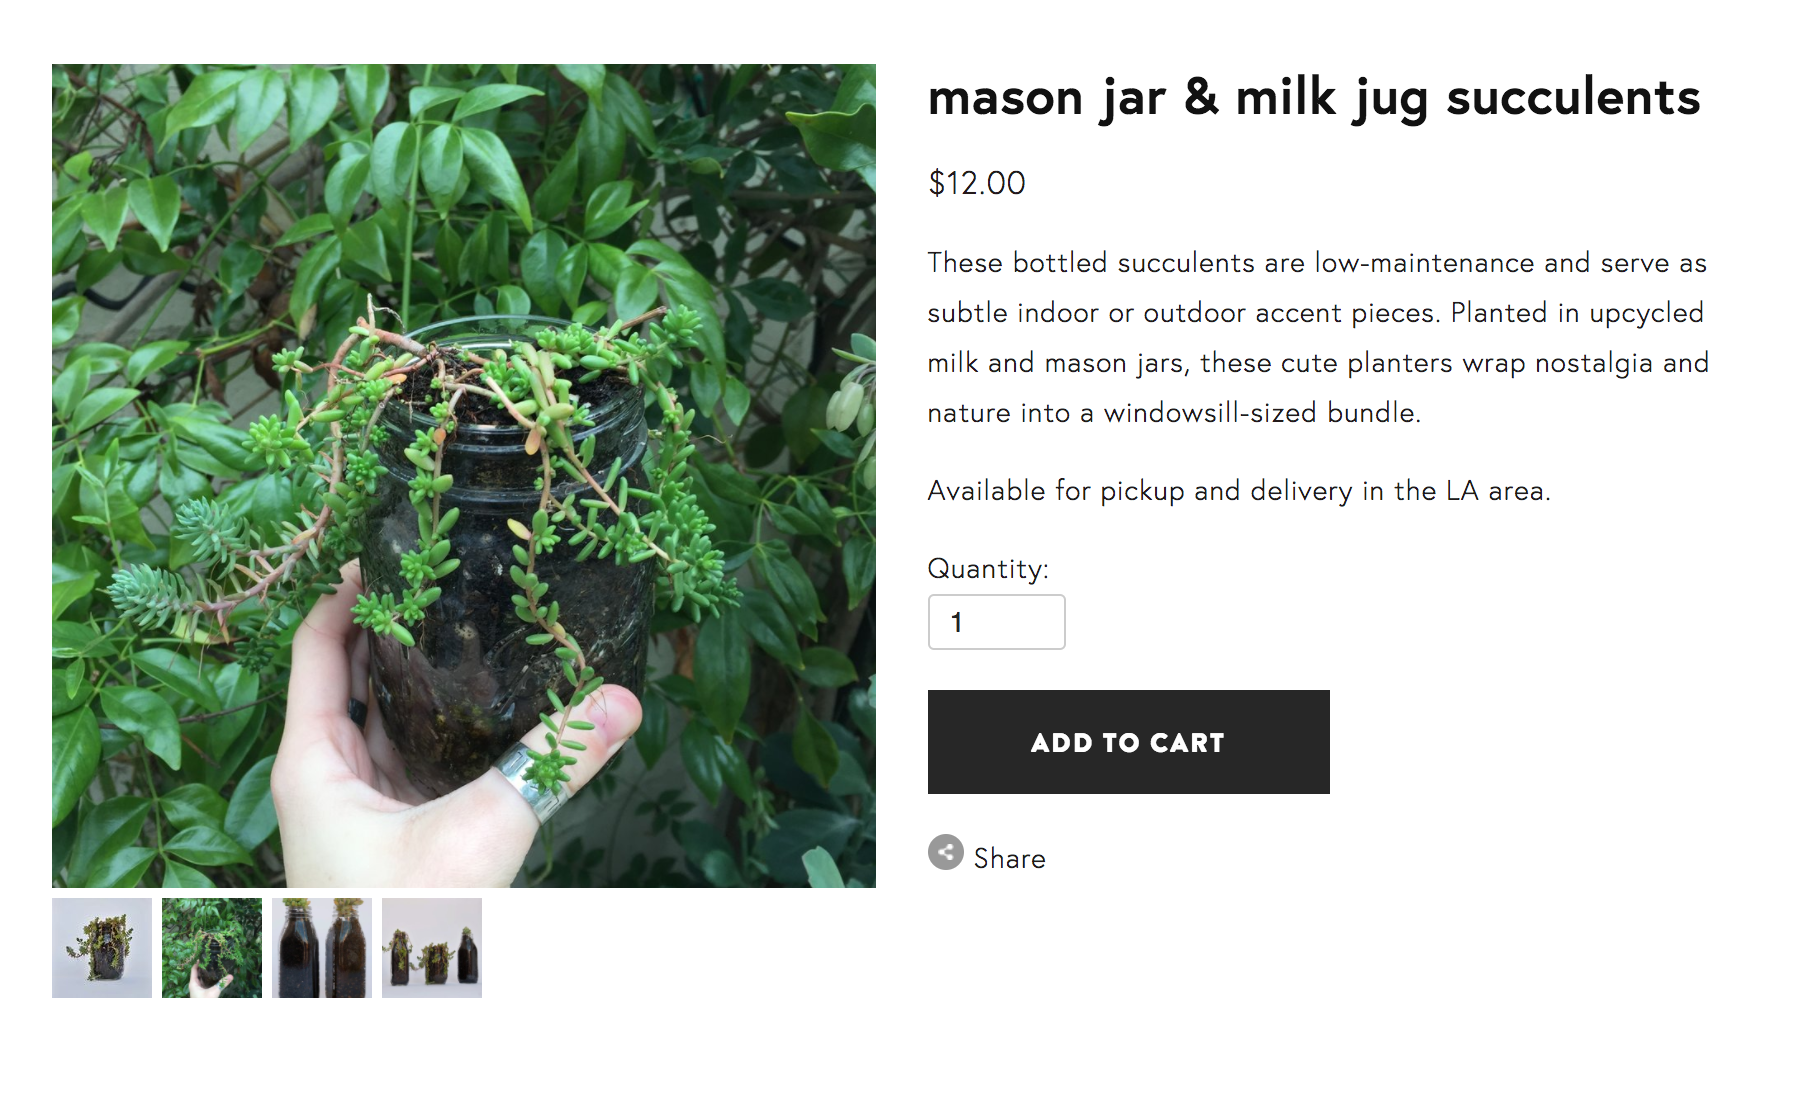 mason jar & milk jug succulents
$12.00
These bottled succulents are low-maintenance and serve as
subtle indoor or outdoor accent pieces. Planted in upcycled
milk and mason jars, these cute planters wrap nostalgia and
nature into a windowsill-sized bundle.
Available for pickup and delivery in the LA area.
Quantity:
1
ADD TO CART
Share